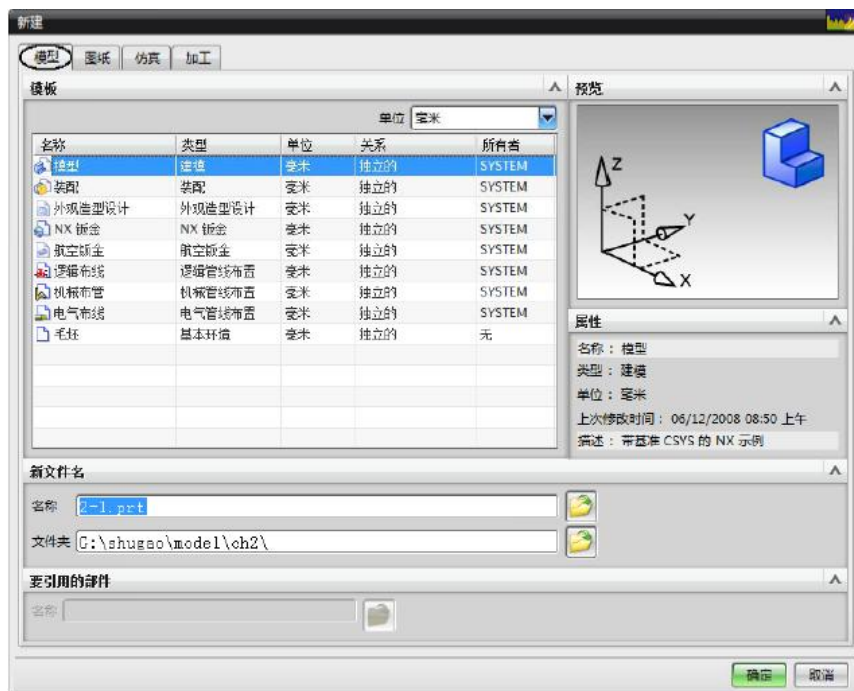 新建
模型 图纸 仿真 加工
模板
单位 毫米
名称 类型 单位 关系 所有者
模型 建模 毫米 独立的 SYSTEM
装配 装配 毫米 独立的 SYSTEM
外观造型设计 外观造型设计 毫米 独立的 SYSTEM
NX 钣金 NX 钣金 毫米 独立的 SYSTEM
航空钣金 航空钣金 毫米 独立的 SYSTEM
逻辑布线 逻辑管线布置 毫米 独立的 SYSTEM
机械布管 机械管线布置 毫米 独立的 SYSTEM
电气布线 电气管线布置 毫米 独立的 SYSTEM
毛坯 基本环境 毫米 独立的 无
预览
Z
Y
X
属性
名称： 模型
类型： 建模
单位： 毫米
上次修改时间： 06/12/2008 08:50 上午
描述： 带基准 CSYS 的 NX 示例
新文件名
名称 2-1.prt
文件夹 G:\shugao\model\ch2\
要引用的部件
名称
确定 取消